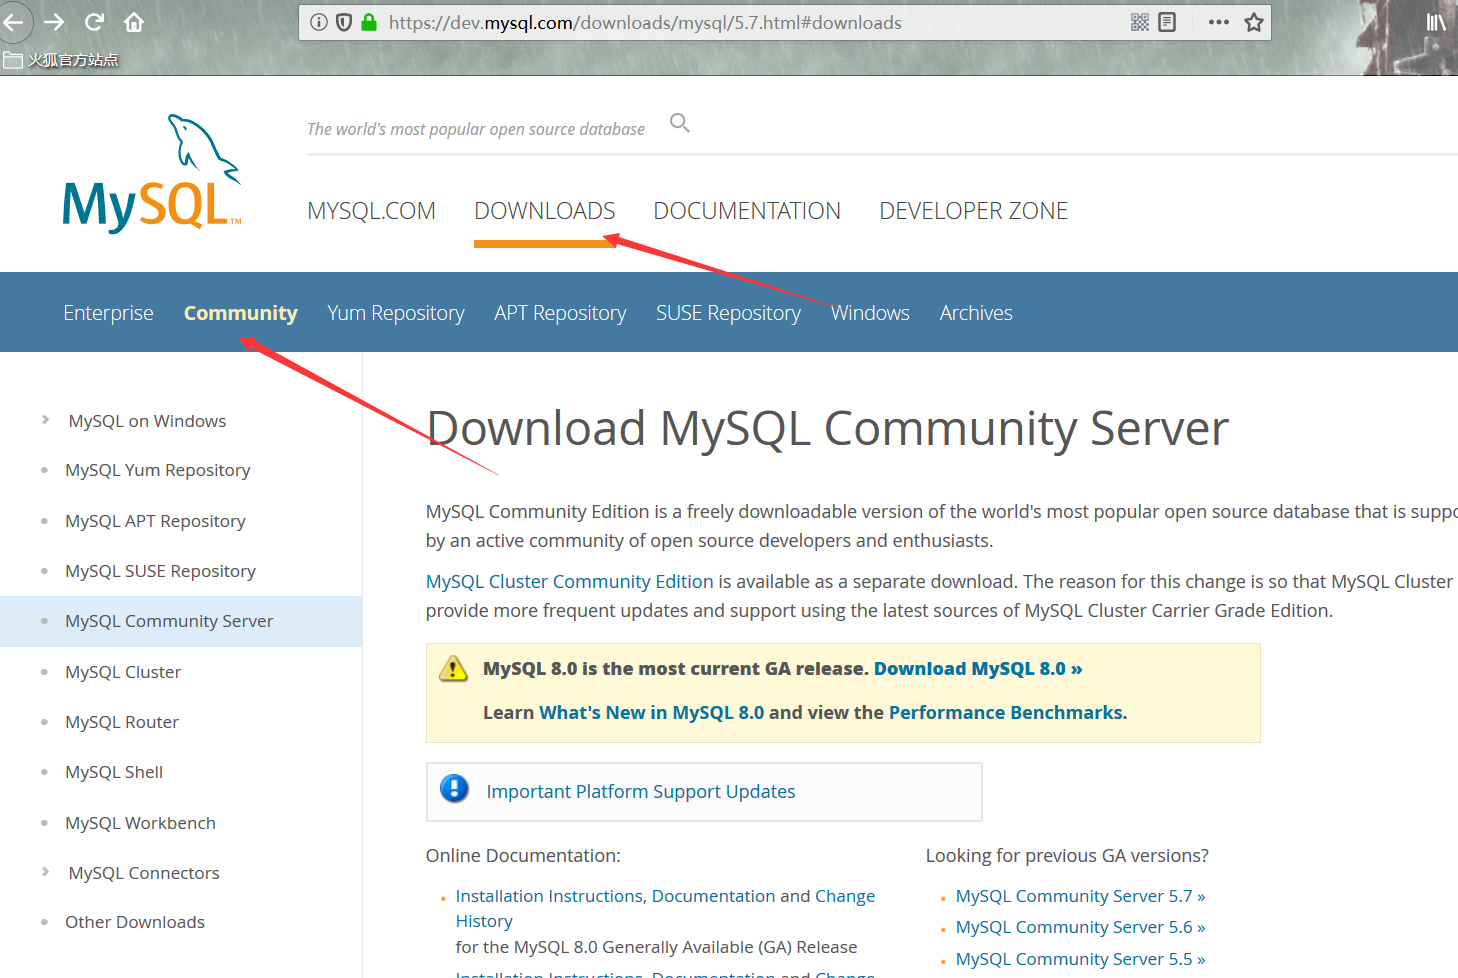 https://dev.mysql.com/downloads/mysql/5.7.html#downloads
火狐官方站点
The world's most popular open source database
MySQL™
MYSQL.COM DOWNLOADS DOCUMENTATION DEVELOPER ZONE
Enterprise Community Yum Repository APT Repository SUSE Repository Windows Archives
MySQL on Windows
MySQL Yum Repository
MySQL APT Repository
MySQL SUSE Repository
MySQL Community Server
MySQL Cluster
MySQL Router
MySQL Shell
MySQL Workbench
MySQL Connectors
Other Downloads
Download MySQL Community Server
MySQL Community Edition is a freely downloadable version of the world's most popular open source database that is suppo
by an active community of open source developers and enthusiasts.
MySQL Cluster Community Edition is available as a separate download. The reason for this change is so that MySQL Cluster
provide more frequent updates and support using the latest sources of MySQL Cluster Carrier Grade Edition.
MySQL 8.0 is the most current GA release. Download MySQL 8.0 »
Learn What's New in MySQL 8.0 and view the Performance Benchmarks.
Important Platform Support Updates
Online Documentation:
Installation Instructions, Documentation and Change
History
for the MySQL 8.0 Generally Available (GA) Release
Installation Instructions, Documentation and Change
Looking for previous GA versions?
MySQL Community Server 5.7 »
MySQL Community Server 5.6 »
MySQL Community Server 5.5 »